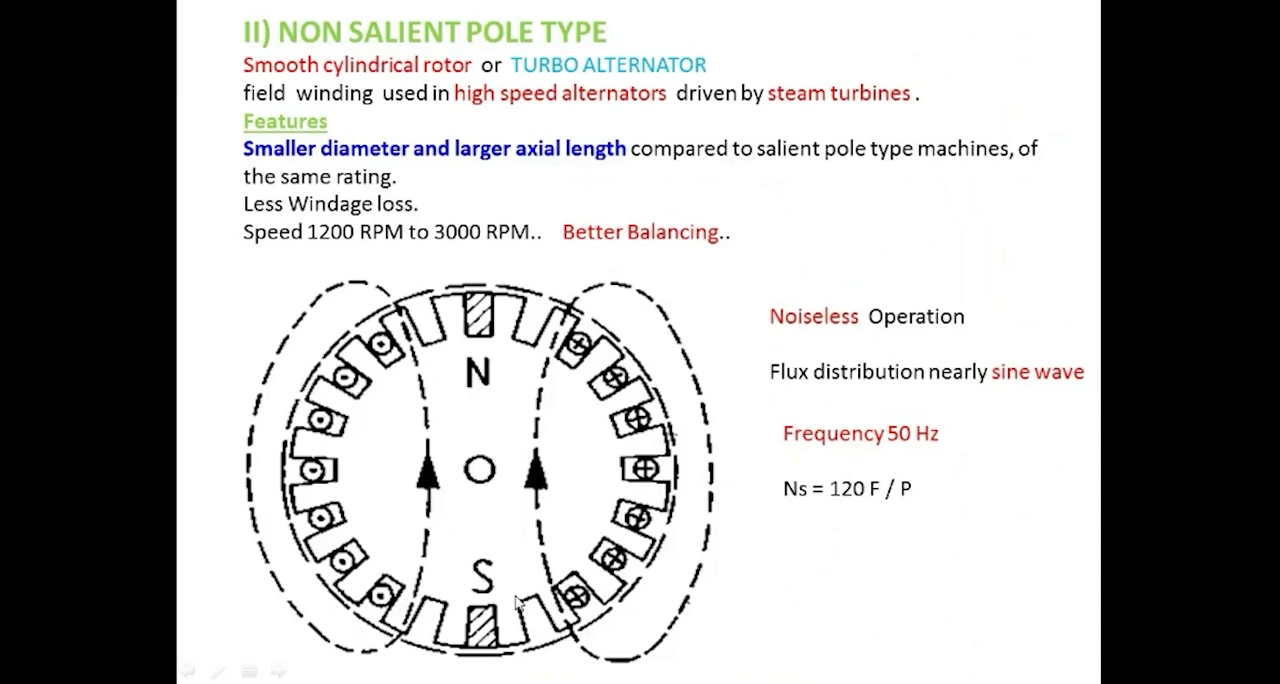 II) NON SALIENT POLE TYPE
Smooth cylindrical rotor or TURBO ALTERNATOR
field winding used in high speed alternators driven by steam turbines .
Features
Smaller diameter and larger axial length compared to salient pole type machines, of
the same rating.
Less Windage loss.
Speed 1200 RPM to 3000 RPM.. Better Balancing..
N
S
Noiseless Operation
Flux distribution nearly sine wave
Frequency 50 Hz
Ns = 120 F / P